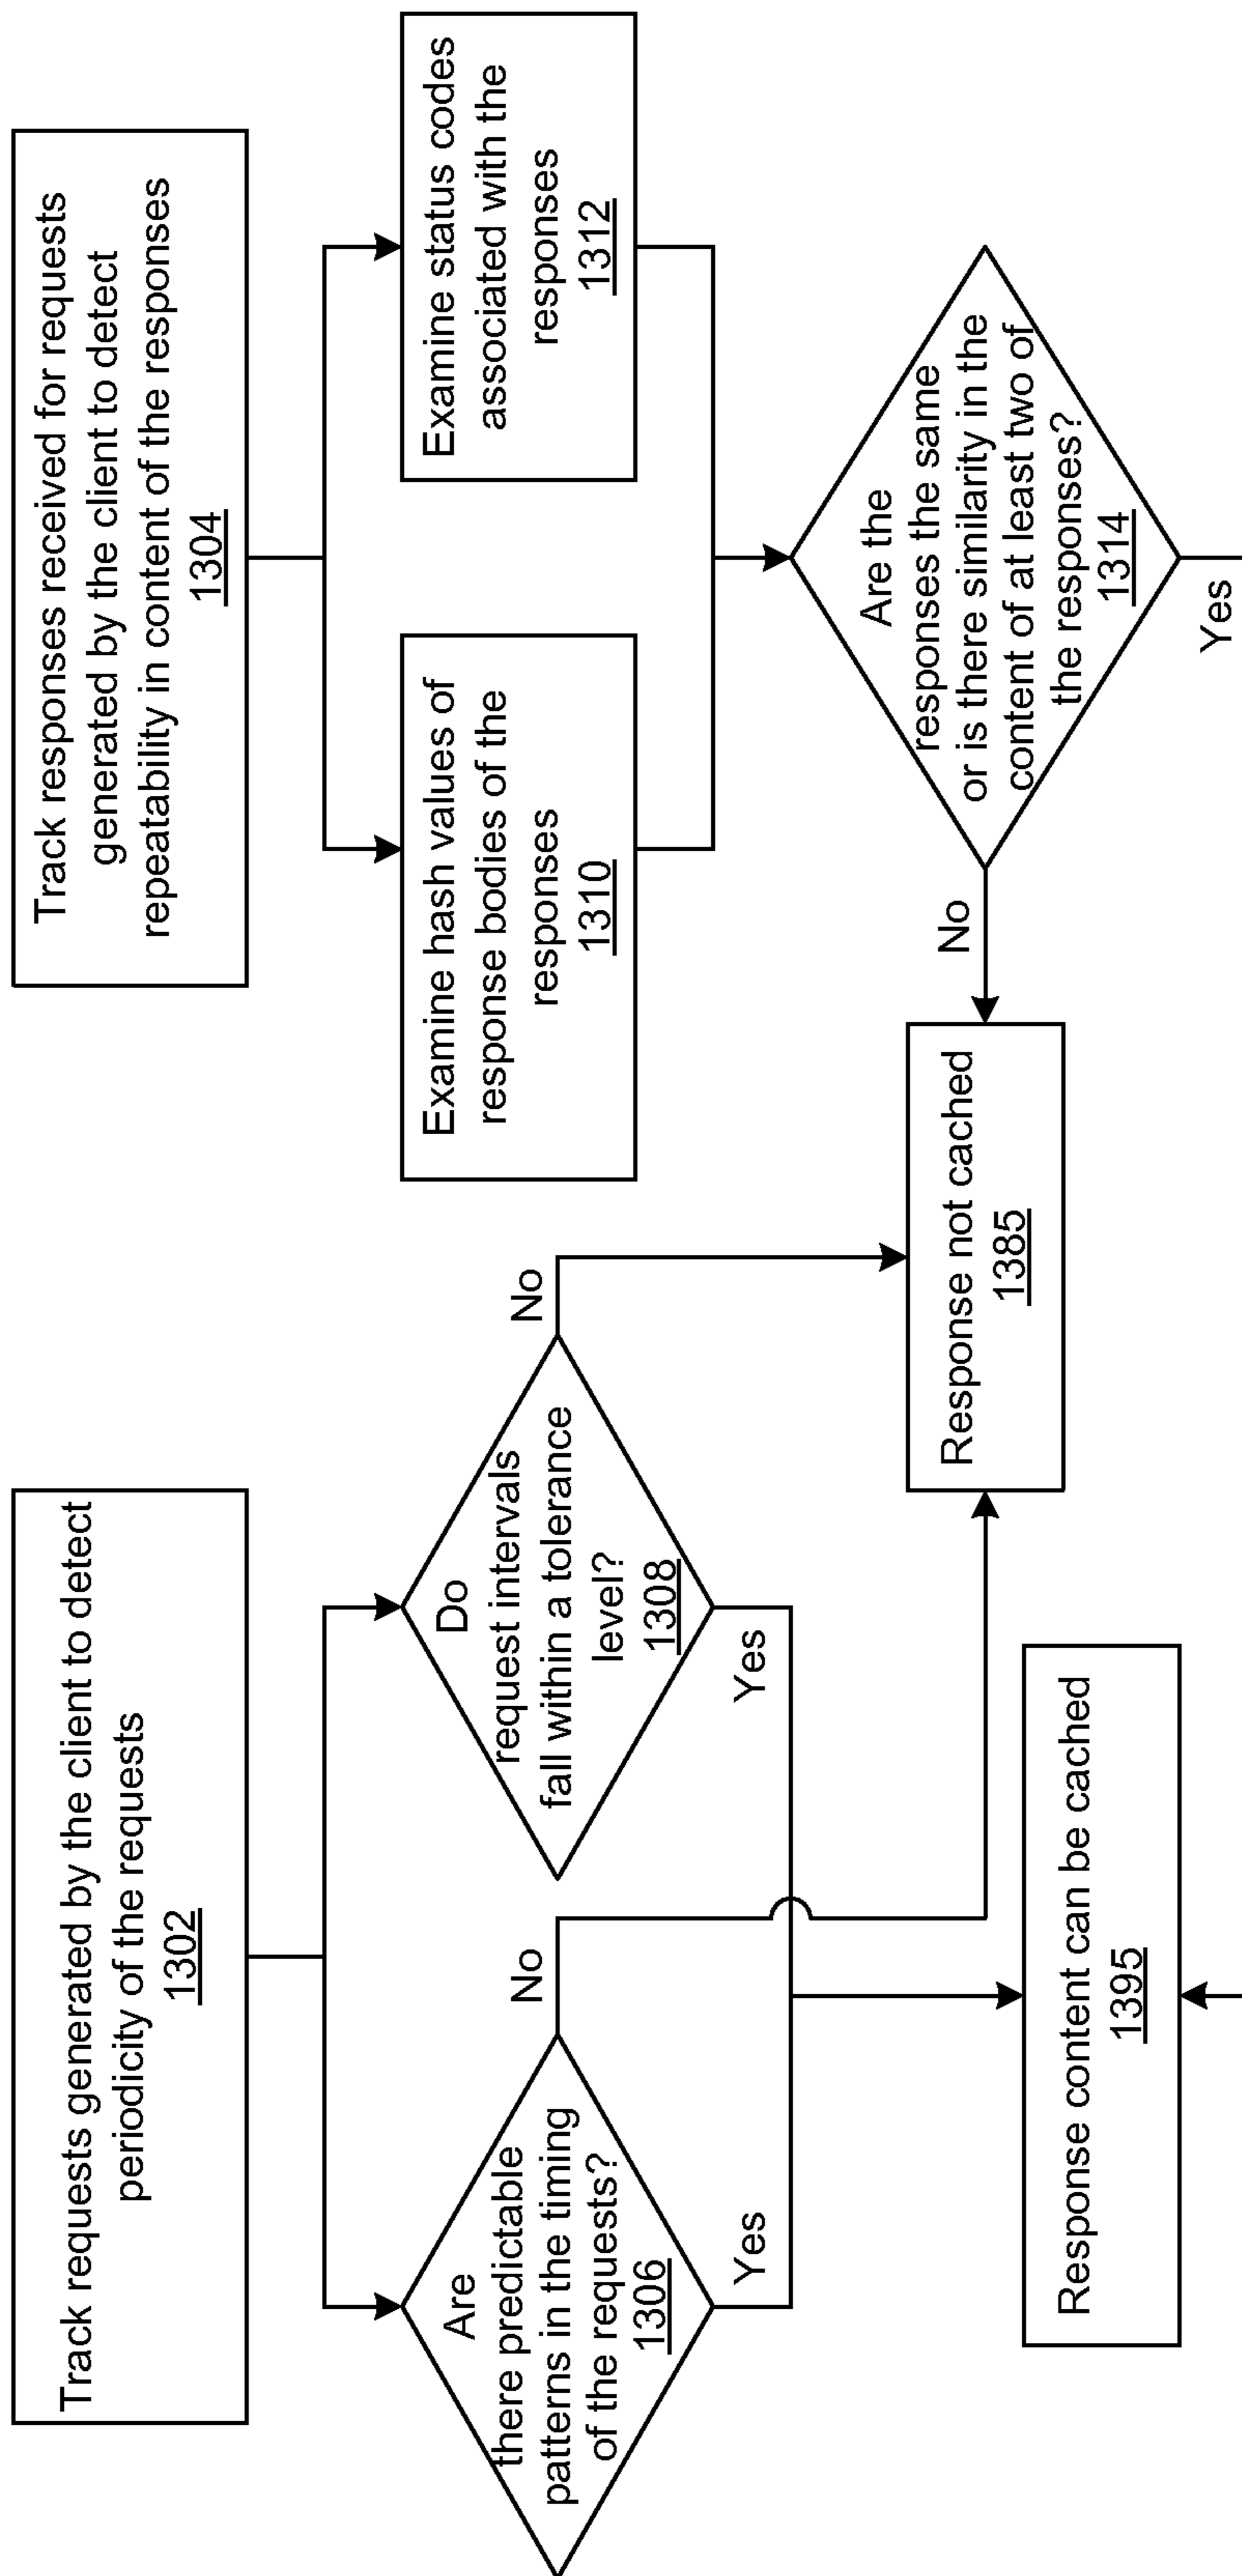 Track requests generated by the client to detect
periodicity of the requests
1302
Are
there predictable
patterns in the timing
of the requests?
1306
No
Yes
Do
request intervals
fall within a tolerance
level?
1308
No
Yes
Response content can be cached
1395
Response not cached
1385
Track responses received for requests
generated by the client to detect
repeatability in content of the responses
1304
Examine hash values of
response bodies of the
responses
1310
Examine status codes
associated with the
responses
1312
Are the
responses the same
or is there similarity in the
content of at least two of
the responses?
1314
No
Yes